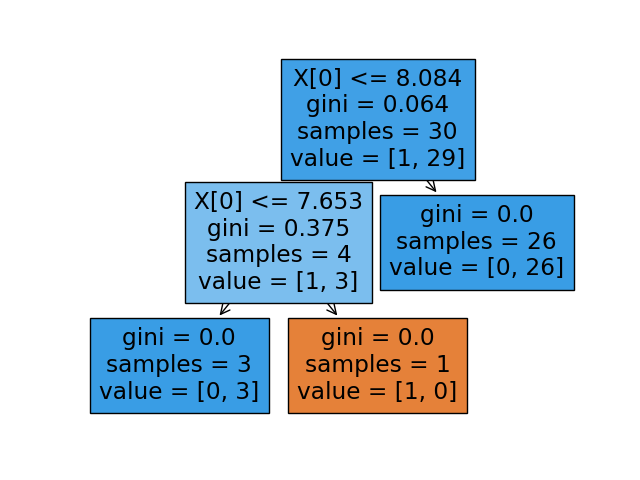 X[0] <= 8.084
gini = 0.064
samples = 30
value = [1, 29]
X[0] <= 7.653
gini = 0.375
samples = 4
value = [1, 3]
gini = 0.0
samples = 26
value = [0, 26]
gini = 0.0
samples = 3
value = [0, 3]
gini = 0.0
samples = 1
value = [1, 0]